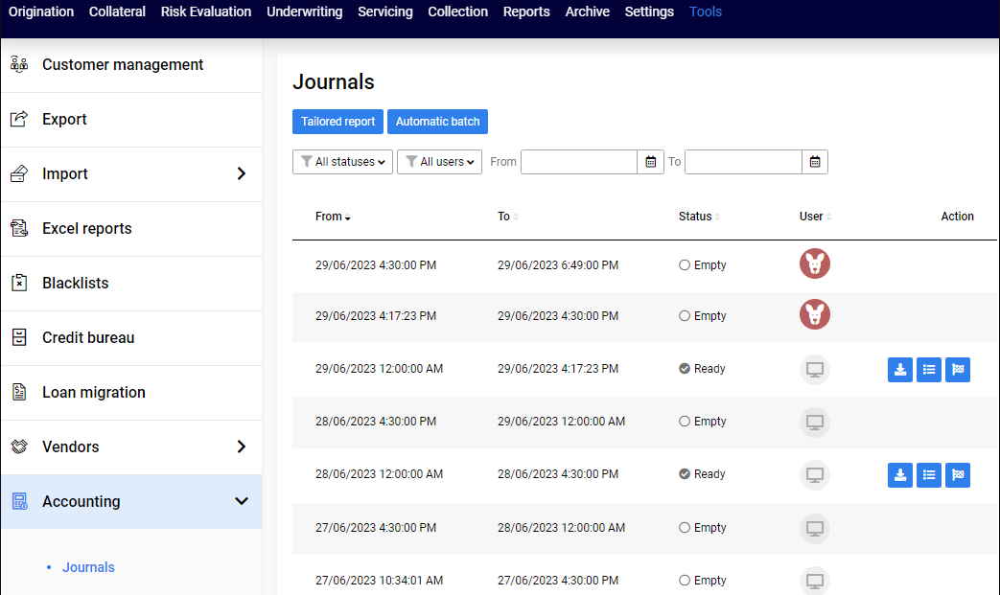 Origination Collateral Risk Evaluation Underwriting Servicing Collection Reports Archive Settings Tools
Customer management
Export
Import
Excel reports
Blacklists
Credit bureau
Loan migration
Vendors
Accounting
Journals
Journals
Tailored report Automatic batch
All statuses All users From To
From To Status User Action
29/06/2023 4:30:00 PM 29/06/2023 6:49:00 PM Empty
29/06/2023 4:17:23 PM 29/06/2023 4:30:00 PM Empty
29/06/2023 12:00:00 AM 29/06/2023 4:17:23 PM Ready
28/06/2023 4:30:00 PM 29/06/2023 12:00:00 AM Empty
28/06/2023 12:00:00 AM 28/06/2023 4:30:00 PM Ready
27/06/2023 4:30:00 PM 28/06/2023 12:00:00 AM Empty
27/06/2023 10:34:01 AM 27/06/2023 4:30:00 PM Empty